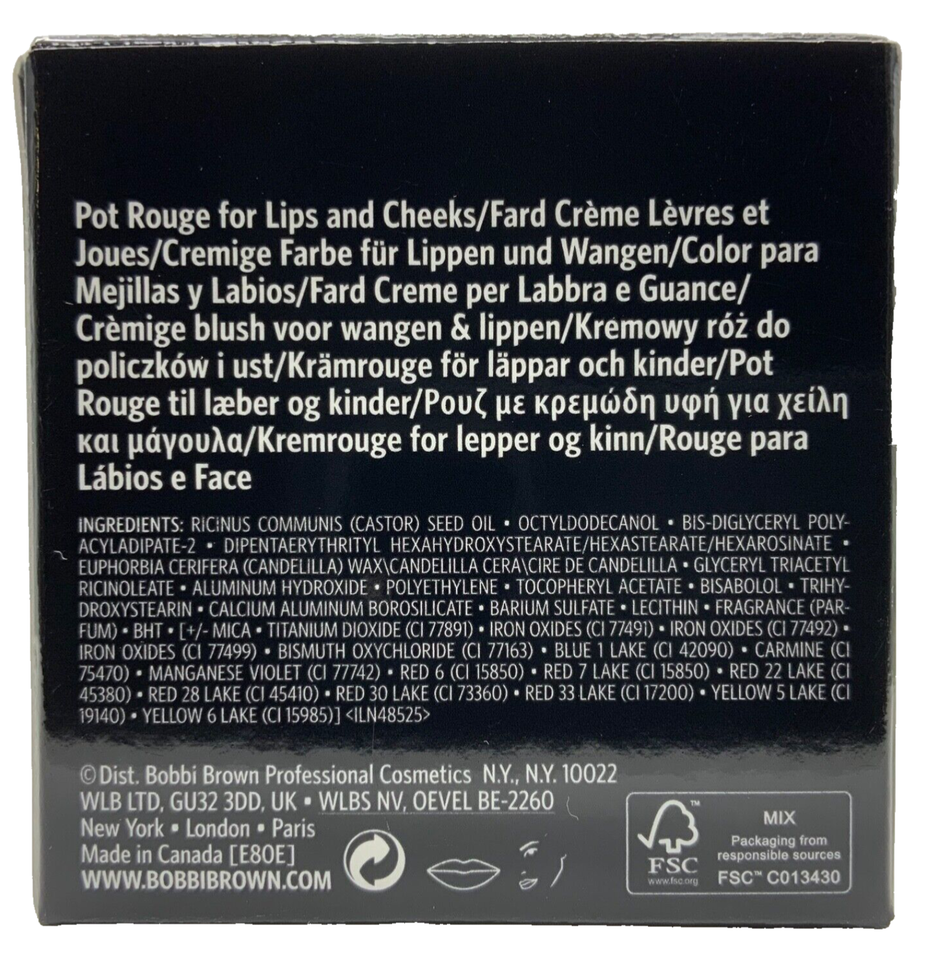 Pot Rouge for Lips and Cheeks/Fard Crème Lèvres et
Joues/Cremige Farbe für Lippen und Wangen/Color para
Mejillas y Labios/Fard Creme per Labbra e Guance/
Crèmige blush voor wangen & lippen/Kremowy róż do
policzków i ust/Krämrouge för läppar och kinder/Pot
Rouge til læber og kinder/Ρουζ με κρεμώδη υφή για χείλη
και μάγουλα/Kremrouge for lepper og kinn/Rouge para
Lábios e Face
INGREDIENTS: RICINUS COMMUNIS (CASTOR) SEED OIL • OCTYLDODECANOL • BIS-DIGLYCERYL POLY-
ACYLADIPATE-2 • DIPENTAERYTHRITYL HEXAHYDROXYSTEARATE/HEXASTEARATE/HEXAROSINATE •
EUPHORBIA CERIFERA (CANDELILLA) WAX\CANDELILLA CERA\CIRE DE CANDELILLA • GLYCERYL TRIACETYL
RICINOLEATE • ALUMINUM HYDROXIDE • POLYETHYLENE • TOCOPHERYL ACETATE • BISABOLOL • TRIHY-
DROXYSTEARIN • CALCIUM ALUMINUM BOROSILICATE • BARIUM SULFATE • LECITHIN • FRAGRANCE (PAR-
FUM) • BHT • [+/- MICA • TITANIUM DIOXIDE (CI 77891) • IRON OXIDES (CI 77491) • IRON OXIDES (CI 77492) •
IRON OXIDES (CI 77499) • BISMUTH OXYCHLORIDE (CI 77163) • BLUE 1 LAKE (CI 42090) • CARMINE (CI
75470) • MANGANESE VIOLET (CI 77742) • RED 6 (CI 15850) • RED 7 LAKE (CI 15850) • RED 22 LAKE (CI
45380) • RED 28 LAKE (CI 45410) • RED 30 LAKE (CI 73360) • RED 33 LAKE (CI 17200) • YELLOW 5 LAKE (CI
19140) • YELLOW 6 LAKE (CI 15985)] <ILN48525>
©Dist. Bobbi Brown Professional Cosmetics N.Y., N.Y. 10022
WLB LTD, GU32 3DD, UK • WLBS NV, OEVEL BE-2260
New York • London • Paris
Made in Canada [E80E]
WWW.BOBBIBROWN.COM
FSC
www.fsc.org
™
MIX
Packaging from
responsible sources
FSC™ C013430